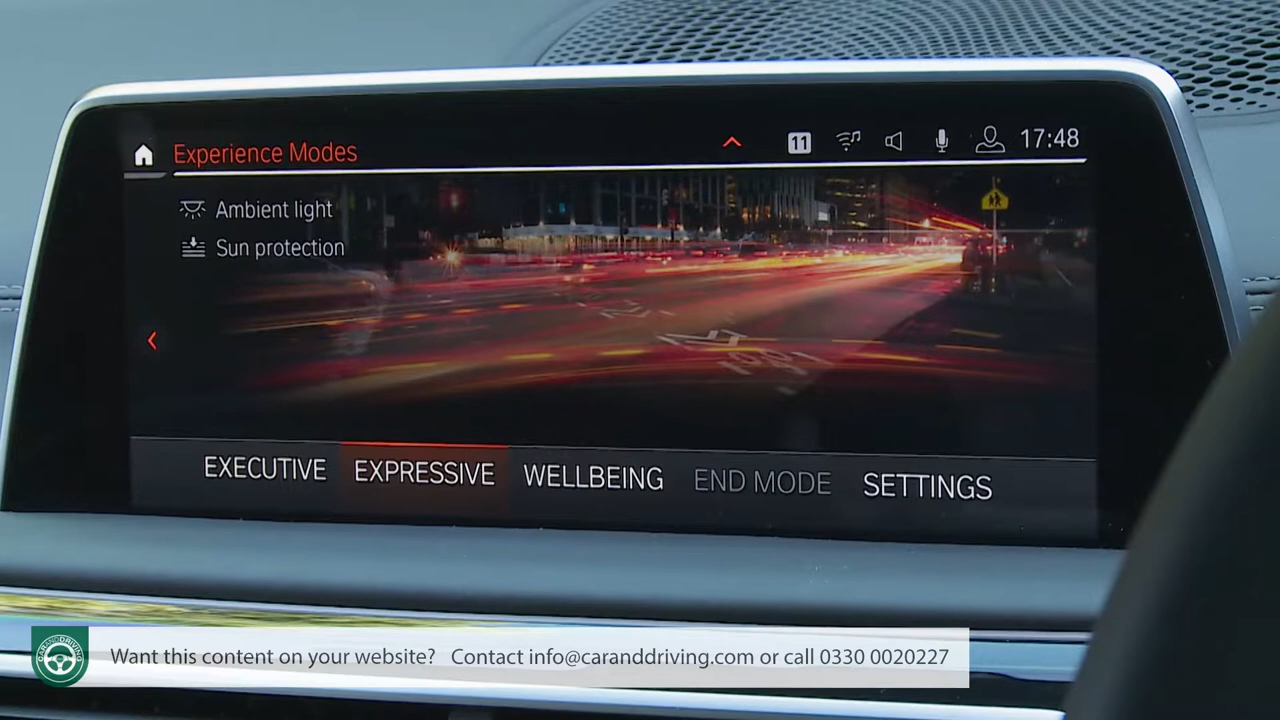 Experience Modes
11
17:48
Ambient light
Sun protection
EXECUTIVE EXPRESSIVE WELLBEING END MODE SETTINGS
CARANDDRIVING
Want this content on your website? Contact info@caranddriving.com or call 0330 0020227